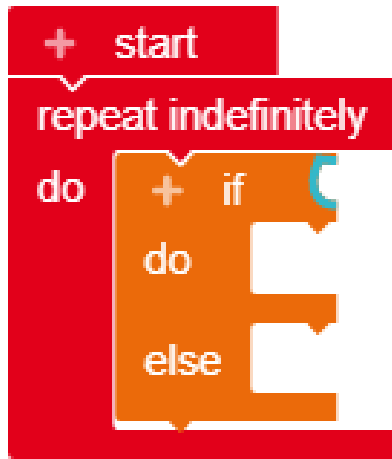 + start
repeat indefinitely
do + if
do
else